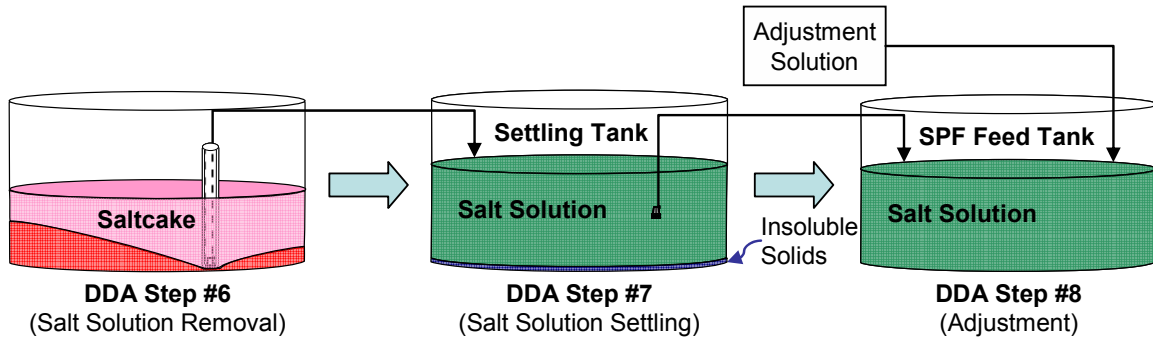 Adjustment
Solution
Settling Tank
SPF Feed Tank
Saltcake
Salt Solution
Salt Solution
Insoluble
Solids
DDA Step #6
(Salt Solution Removal)
DDA Step #7
(Salt Solution Settling)
DDA Step #8
(Adjustment)